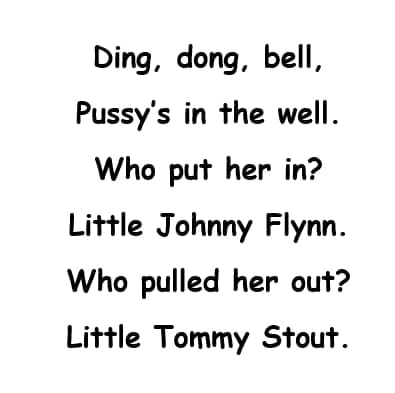 Ding, dong, bell,
Pussy's in the well.
Who put her in?
Little Johnny Flynn.
Who pulled her out?
Little Tommy Stout.